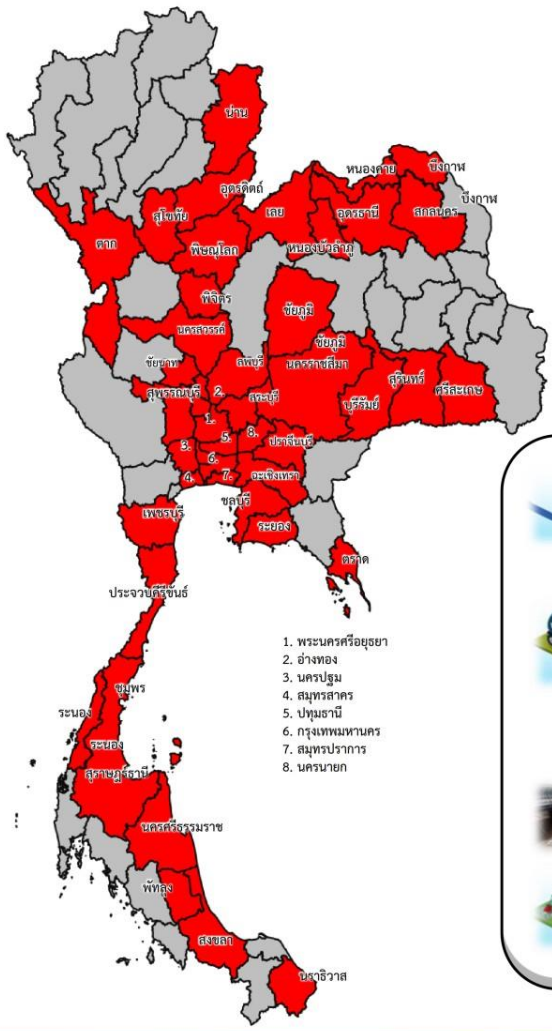 น่าน
หนองคาย
บึงกาฬ
บึงกาฬ
อุตรดิตถ์
สุโขทัย
เลย
อุดรธานี
สกลนคร
ตาก
พิษณุโลก
หนองบัวลำภู
พิจิตร
ชัยภูมิ
นครสวรรค์
ชัยภูมิ
ชัยนาท
ลพบุรี
นครราชสีมา
สุรินทร์
ศรีสะเกษ
สุพรรณบุรี
2.
สระบุรี
บุรีรัมย์
1.
3.
5.
8.
ปราจีนบุรี
6.
4.
7.
ฉะเชิงเทรา
ชลบุรี
เพชรบุรี
ระยอง
ตราด
ประจวบคีรีขันธ์
1. พระนครศรีอยุธยา
2. อ่างทอง
3. นครปฐม
4. สมุทรสาคร
5. ปทุมธานี
6. กรุงเทพมหานคร
7. สมุทรปราการ
8. นครนายก
ชุมพร
ระนอง
ระนอง
สุราษฎร์ธานี
นครศรีธรรมราช
พัทลุง
สงขลา
นราธิวาส